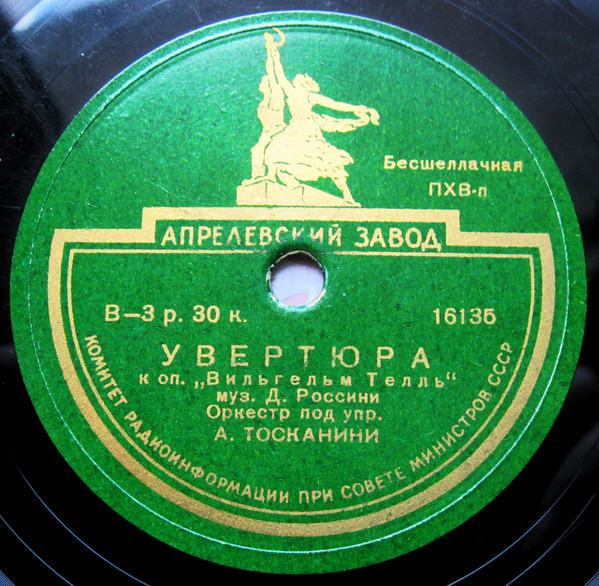 Бесшеллачная
ПХВ-п
АПРЕЛЕВСКИЙ ЗАВОД
В—3 р. 30 к.
16135
УВЕРТЮРА
к оп. „Вильгельм Телль“
муз. Д. Россини
Оркестр под упр.
А. ТОСКАНИНИ
КОМИТЕТ РАДИОИНФОРМАЦИИ ПРИ СОВЕТЕ МИНИСТРОВ СССР